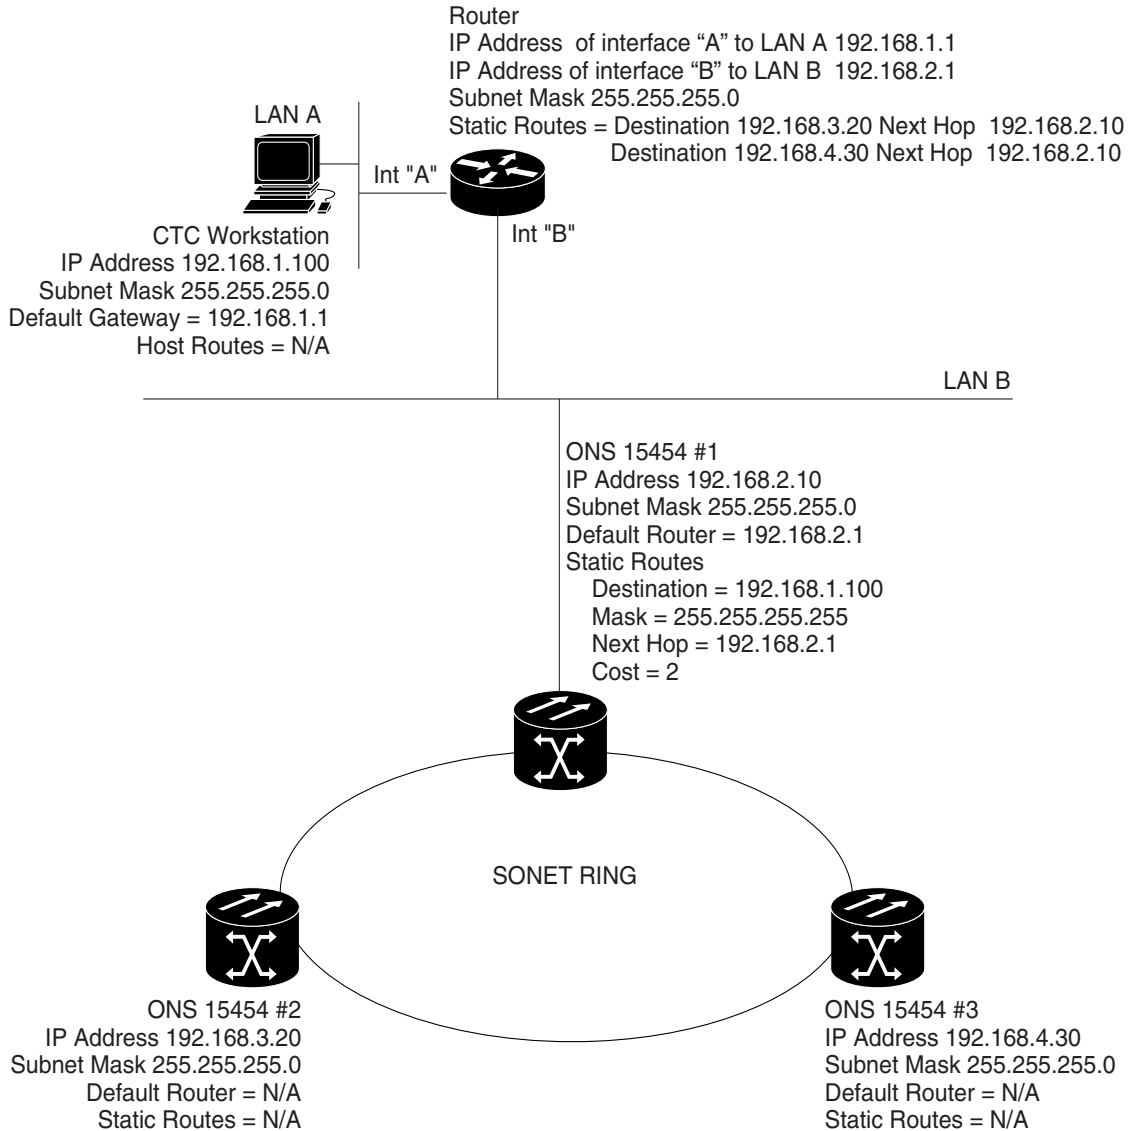 Router
IP Address of interface “A” to LAN A 192.168.1.1
IP Address of interface “B” to LAN B 192.168.2.1
Subnet Mask 255.255.255.0
Static Routes = Destination 192.168.3.20 Next Hop 192.168.2.10
Destination 192.168.4.30 Next Hop 192.168.2.10
LAN A
Int "A"
Int "B"
CTC Workstation
IP Address 192.168.1.100
Subnet Mask 255.255.255.0
Default Gateway = 192.168.1.1
Host Routes = N/A
LAN B
ONS 15454 #1
IP Address 192.168.2.10
Subnet Mask 255.255.255.0
Default Router = 192.168.2.1
Static Routes
Destination = 192.168.1.100
Mask = 255.255.255.255
Next Hop = 192.168.2.1
Cost = 2
SONET RING
ONS 15454 #2
IP Address 192.168.3.20
Subnet Mask 255.255.255.0
Default Router = N/A
Static Routes = N/A
ONS 15454 #3
IP Address 192.168.4.30
Subnet Mask 255.255.255.0
Default Router = N/A
Static Routes = N/A